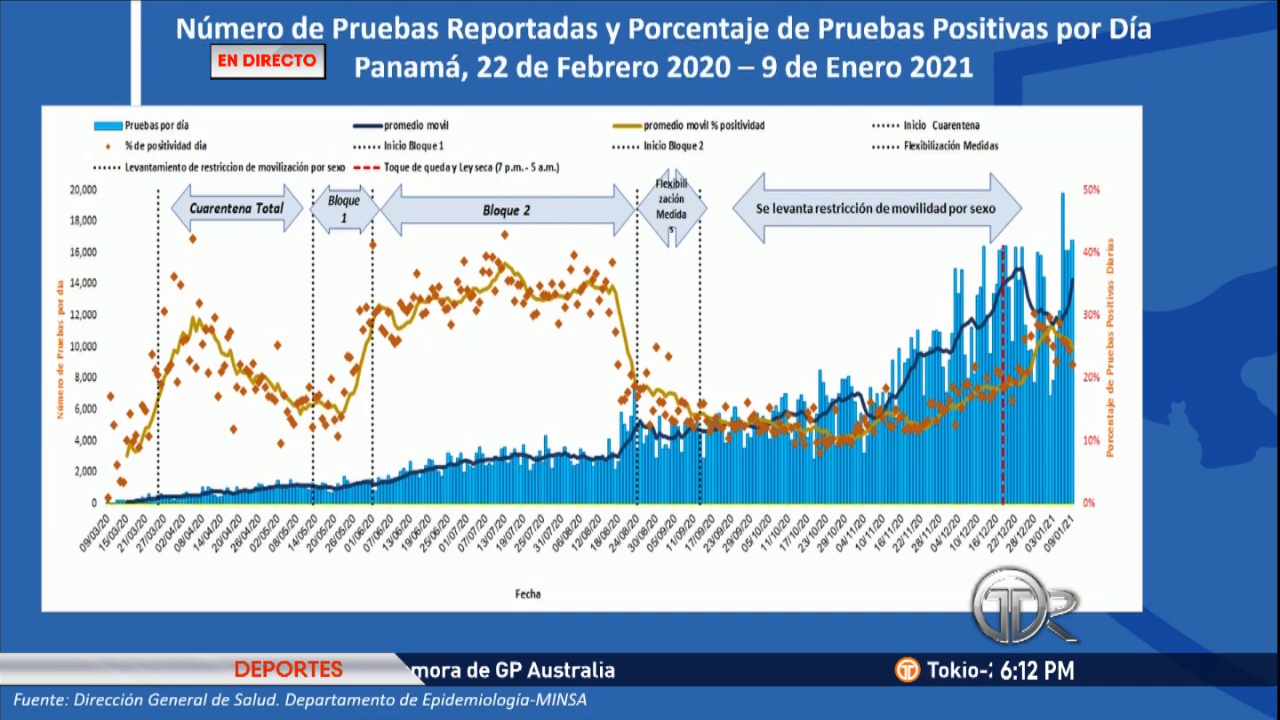 Número de Pruebas Reportadas y Porcentaje de Pruebas Positivas por Día
EN DIRECTO
Panamá, 22 de Febrero 2020 – 9 de Enero 2021
Pruebas por día
promedio movil
promedio movil % positividad
Inicio Cuarentena
% de positividad dia
Inicio Bloque 1
Inicio Bloque 2
Flexibilización Medidas
Levantamiento de restriccion de movilización por sexo
Toque de queda y Ley seca (7 p.m. - 5 a.m.)
Cuarentena Total
Bloque
1
Bloque 2
Flexibili
zación
Medida
s
Se levanta restricción de movilidad por sexo
Número de Pruebas por día
20,000
18,000
16,000
14,000
12,000
10,000
8,000
6,000
4,000
2,000
0
50%
40%
30%
20%
10%
0%
Porcentaje de Pruebas Positivas Diarias
09/03/20
15/03/20
21/03/20
27/03/20
02/04/20
08/04/20
14/04/20
20/04/20
26/04/20
02/05/20
08/05/20
14/05/20
20/05/20
26/05/20
01/06/20
07/06/20
13/06/20
19/06/20
25/06/20
01/07/20
07/07/20
13/07/20
19/07/20
25/07/20
31/07/20
06/08/20
12/08/20
18/08/20
24/08/20
30/08/20
05/09/20
11/09/20
17/09/20
23/09/20
29/09/20
05/10/20
11/10/20
17/10/20
23/10/20
29/10/20
04/11/20
10/11/20
16/11/20
22/11/20
28/11/20
04/12/20
10/12/20
16/12/20
22/12/20
28/12/20
03/01/21
09/01/21
Fecha
TR
DEPORTES
mora de GP Australia
Tokio-2
6:12 PM
Fuente: Dirección General de Salud. Departamento de Epidemiología-MINSA